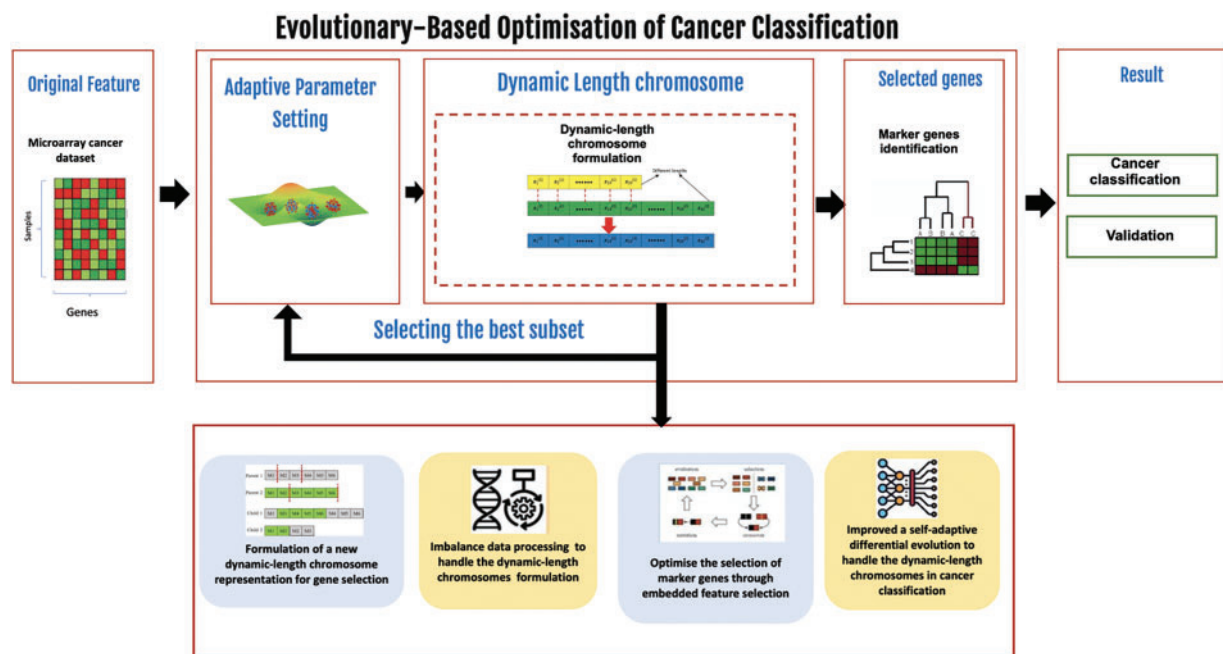 Evolutionary-Based Optimisation of Cancer Classification
Original Feature
Microarray cancer
dataset
Samples
Genes
Adaptive Parameter
Setting
Dynamic Length chromosome
Dynamic-length
chromosome
formulation
Different lengths
Selected genes
Marker genes
identification
A B B A C C
Result
Cancer
classification
Validation
Selecting the best subset
Parent 1
Parent 2
Child 1
Child 2
Formulation of a new
dynamic-length chromosome
representation for gene selection
Imbalance data processing to
handle the dynamic-length
chromosomes formulation
evaluation
selection
mutation
crossover
Optimise the selection of
marker genes through
embedded feature selection
Improved a self-adaptive
differential evolution to
handle the dynamic-length
chromosomes in cancer
classification